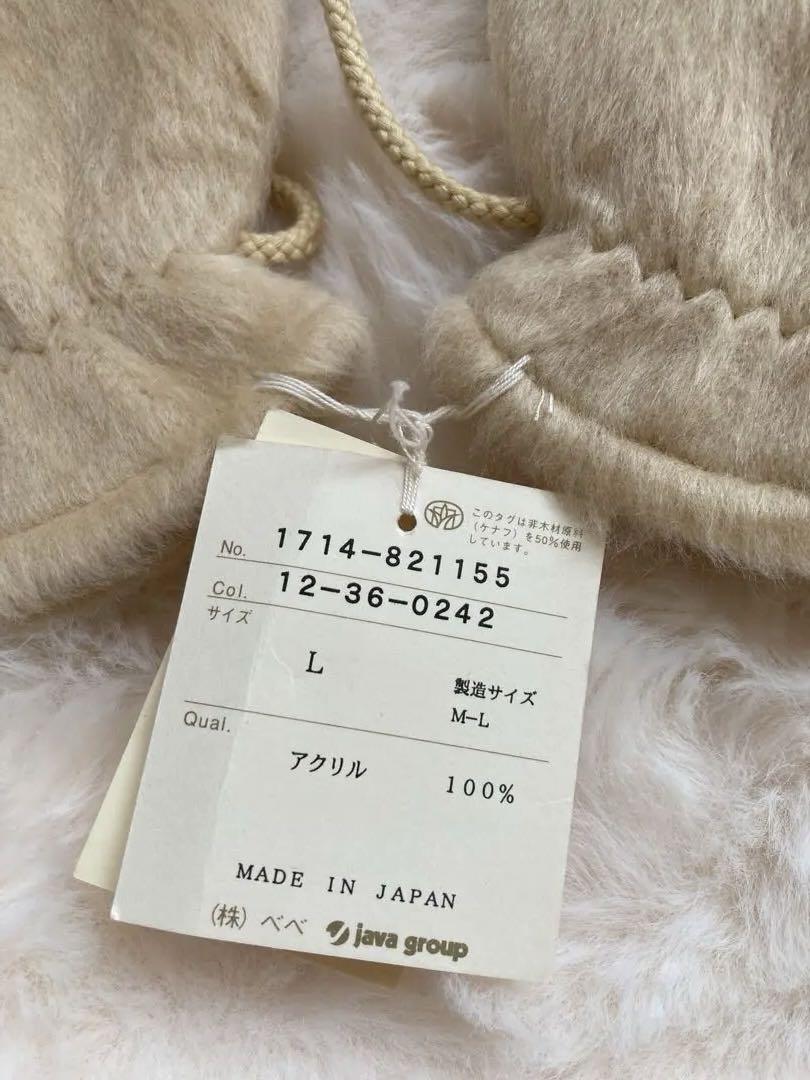 このタグは非木材原料
(ケナフ)を50%使用
しています。
No. 1714-821155
Col. 12-36-0242
サイズ
L
製造サイズ
M-L
Qual.
アクリル 100%
MADE IN JAPAN
(株) べべ java group